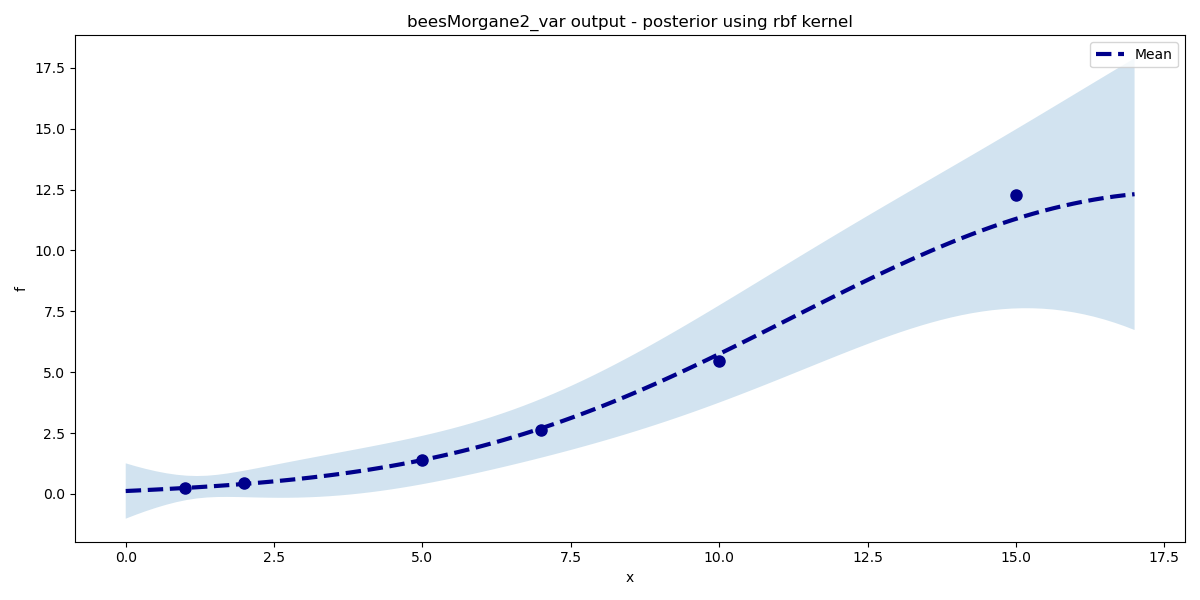 beesMorgane2_var output - posterior using rbf kernel
Mean
f
17.5
15.0
12.5
10.0
7.5
5.0
2.5
0.0
0.0 2.5 5.0 7.5 10.0 12.5 15.0 17.5
x